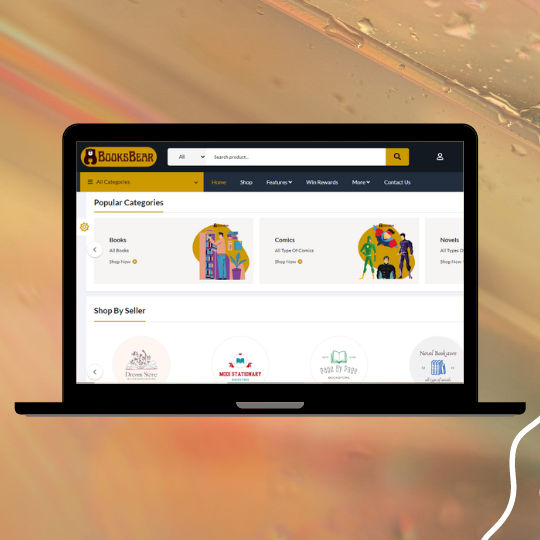 BOOKSBEAR
All
Search product...
All Categories
Home Shop Features Win Rewards More Contact Us
Popular Categories
Books
All Books
Shop Now
Comics
All Type Of Comics
Shop Now
Novels
All Types O
Shop Now
Shop By Seller
Dream Store
MODI STATIONARY
Page By Page
BOOKSTORE
Novel Bookstore
all type of novels